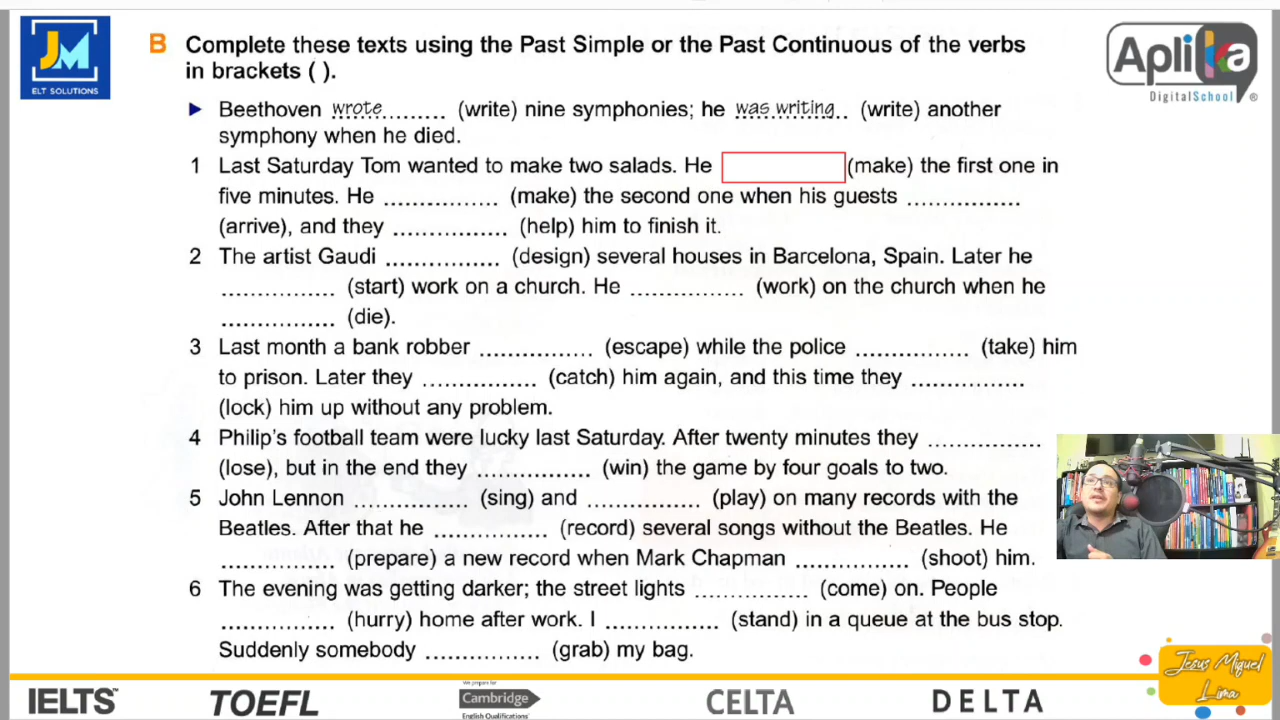 JM
ELT SOLUTIONS
B Complete these texts using the Past Simple or the Past Continuous of the verbs
in brackets ( ).
Aplika
DigitalSchool ®
► Beethoven wrote.......... (write) nine symphonies; he was writing.. (write) another
symphony when he died.
1 Last Saturday Tom wanted to make two salads. He (make) the first one in
five minutes. He ................ (make) the second one when his guests ................
(arrive), and they ................ (help) him to finish it.
2 The artist Gaudi ................ (design) several houses in Barcelona, Spain. Later he
................ (start) work on a church. He ................ (work) on the church when he
................ (die).
3 Last month a bank robber ................ (escape) while the police ................ (take) him
to prison. Later they ................ (catch) him again, and this time they ................
(lock) him up without any problem.
4 Philip's football team were lucky last Saturday. After twenty minutes they ................
(lose), but in the end they ................ (win) the game by four goals to two.
5 John Lennon ................ (sing) and ................ (play) on many records with the
Beatles. After that he ................ (record) several songs without the Beatles. He
................ (prepare) a new record when Mark Chapman ................ (shoot) him.
6 The evening was getting darker; the street lights ................ (come) on. People
................ (hurry) home after work. I ................ (stand) in a queue at the bus stop.
Suddenly somebody ................ (grab) my bag.
Jesus Miguel
Lima
IELTS™
TOEFL
We prepare for
Cambridge
English Qualifications
CELTA
DELTA